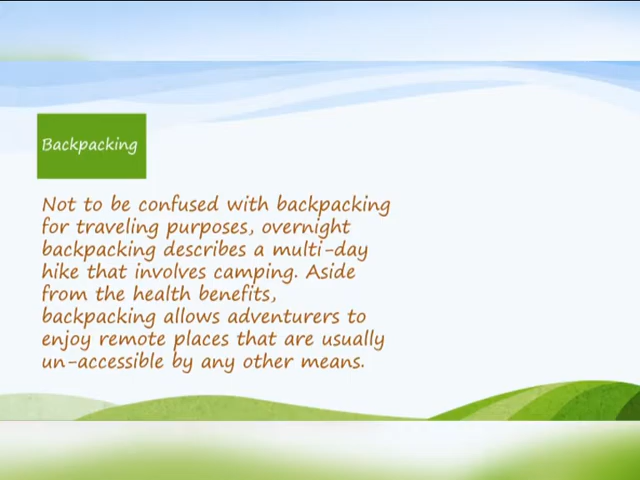 Backpacking
Not to be confused with backpacking
for traveling purposes, overnight
backpacking describes a multi-day
hike that involves camping. Aside
from the health benefits,
backpacking allows adventurers to
enjoy remote places that are usually
un-accessible by any other means.